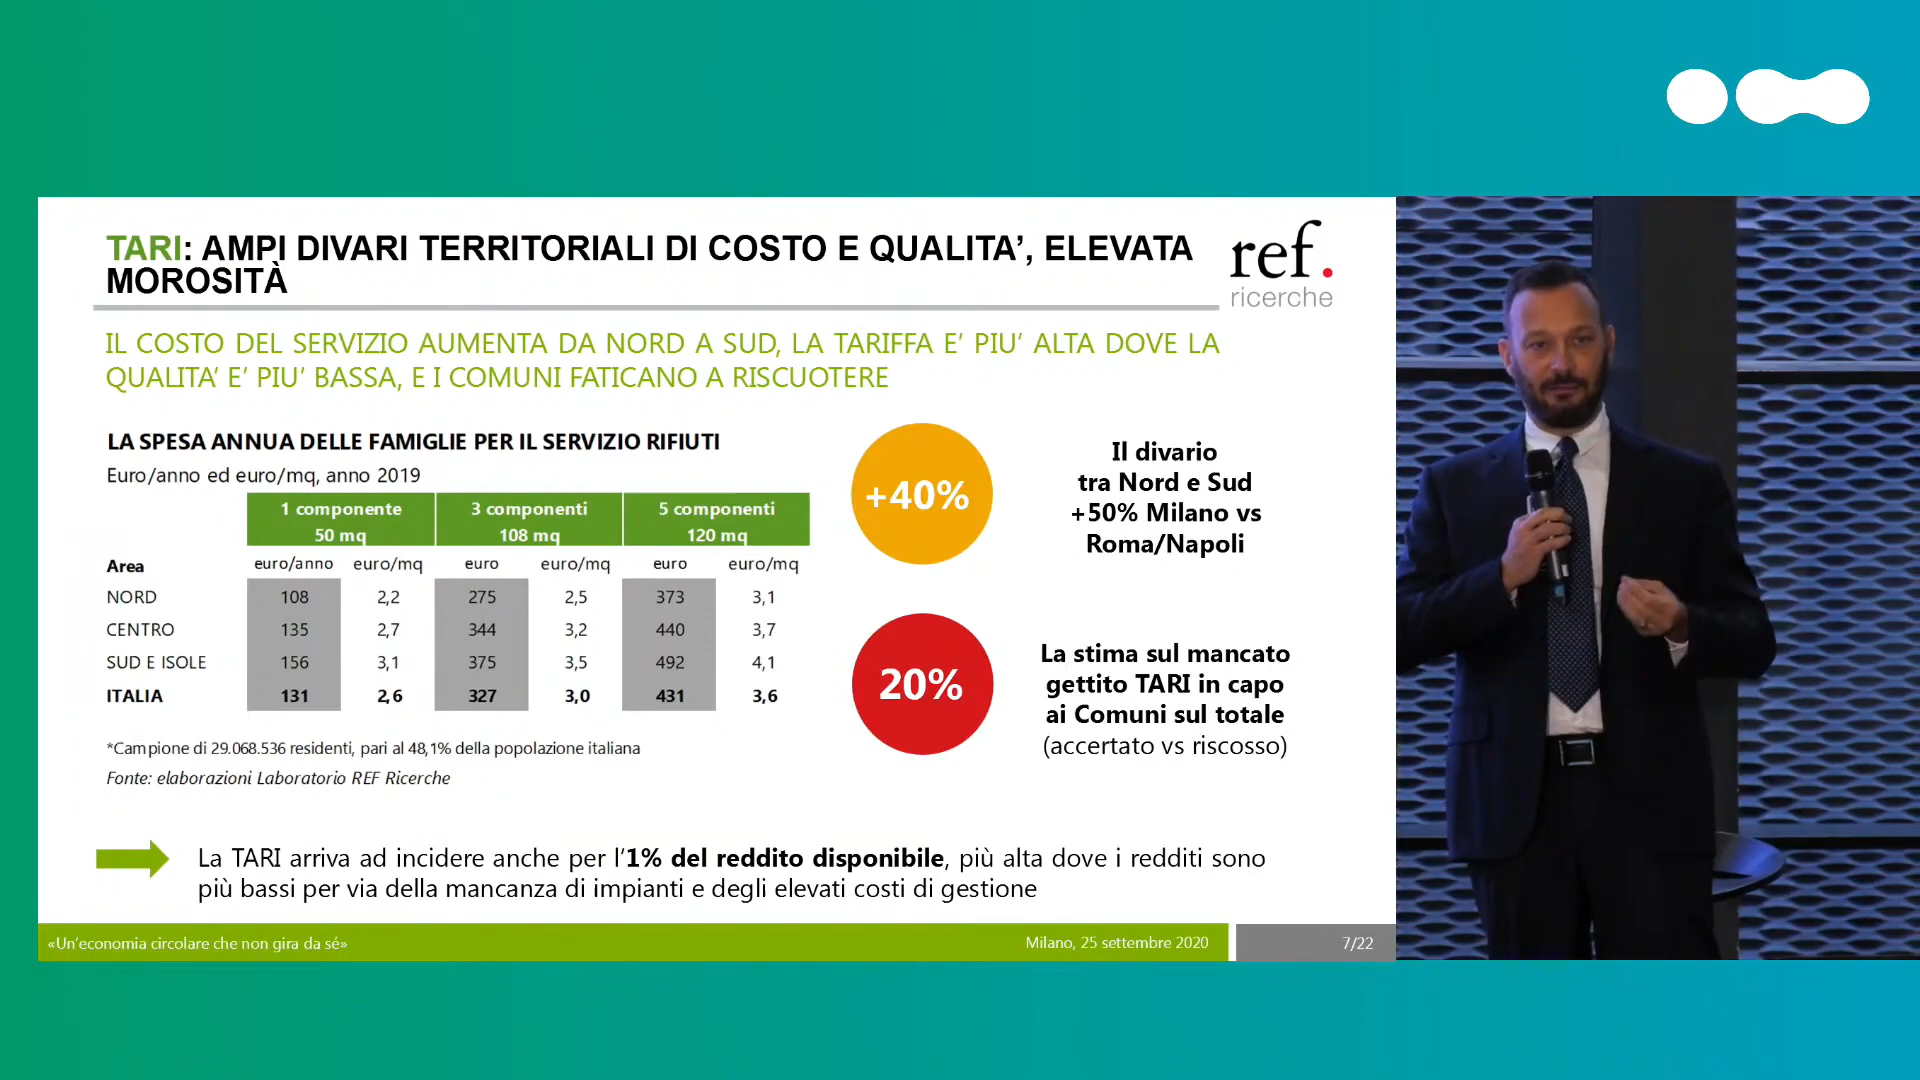 TARI: AMPI DIVARI TERRITORIALI DI COSTO E QUALITA’, ELEVATA
MOROSITÀ
ref.
ricerche
IL COSTO DEL SERVIZIO AUMENTA DA NORD A SUD, LA TARIFFA E’ PIU’ ALTA DOVE LA
QUALITA’ E’ PIU’ BASSA, E I COMUNI FATICANO A RISCUOTERE
LA SPESA ANNUA DELLE FAMIGLIE PER IL SERVIZIO RIFIUTI
Euro/anno ed euro/mq, anno 2019
1 componente 3 componenti 5 componenti
50 mq 108 mq 120 mq
Area euro/anno euro/mq euro euro/mq euro euro/mq
NORD 108 2,2 275 2,5 373 3,1
CENTRO 135 2,7 344 3,2 440 3,7
SUD E ISOLE 156 3,1 375 3,5 492 4,1
ITALIA 131 2,6 327 3,0 431 3,6
*Campione di 29.068.536 residenti, pari al 48,1% della popolazione italiana
Fonte: elaborazioni Laboratorio REF Ricerche
+40%
Il divario
tra Nord e Sud
+50% Milano vs
Roma/Napoli
20%
La stima sul mancato
gettito TARI in capo
ai Comuni sul totale
(accertato vs riscosso)
La TARI arriva ad incidere anche per l’1% del reddito disponibile, più alta dove i redditi sono
più bassi per via della mancanza di impianti e degli elevati costi di gestione
«Un’economia circolare che non gira da sé» Milano, 25 settembre 2020 7/22